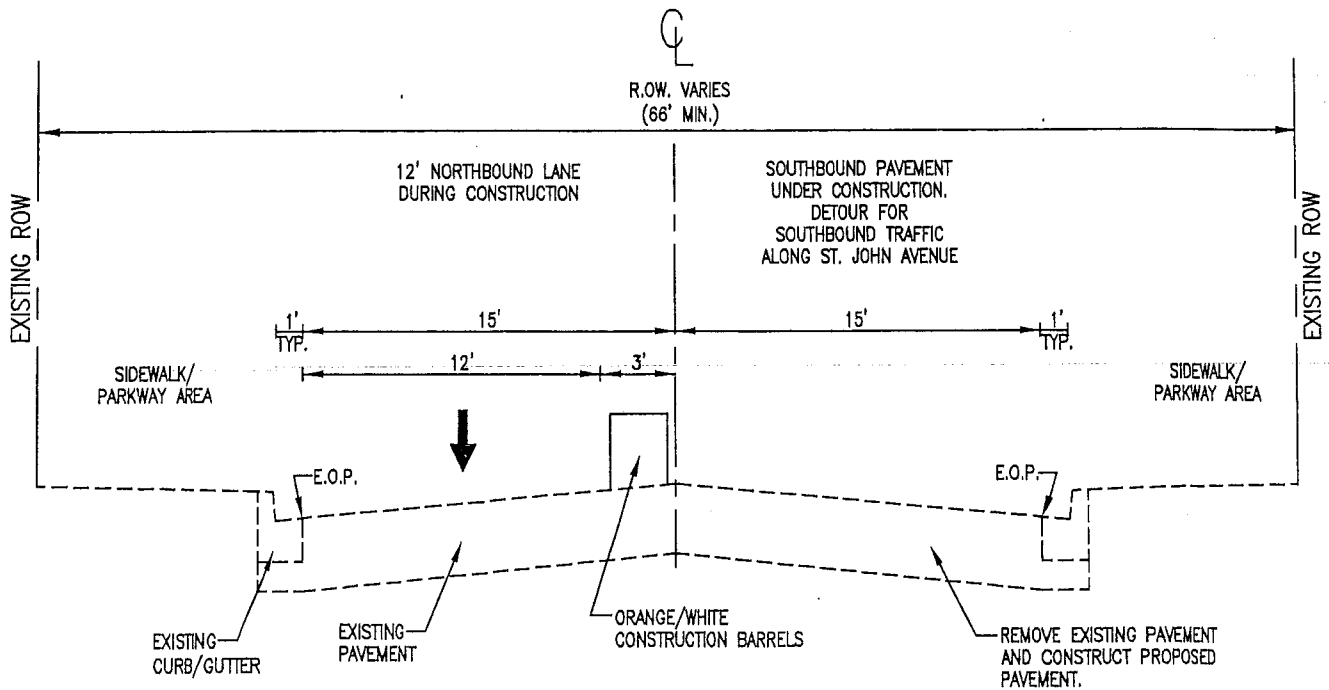 CL
R.OW. VARIES
(66' MIN.)
12' NORTHBOUND LANE
DURING CONSTRUCTION
SOUTHBOUND PAVEMENT
UNDER CONSTRUCTION.
DETOUR FOR
SOUTHBOUND TRAFFIC
ALONG ST. JOHN AVENUE
EXISTING ROW
EXISTING ROW
1'
TYP.
15'
15'
1'
TYP.
12'
3'
SIDEWALK/
PARKWAY AREA
SIDEWALK/
PARKWAY AREA
E.O.P.
E.O.P.
EXISTING
CURB/GUTTER
EXISTING
PAVEMENT
ORANGE/WHITE
CONSTRUCTION BARRELS
REMOVE EXISTING PAVEMENT
AND CONSTRUCT PROPOSED
PAVEMENT.